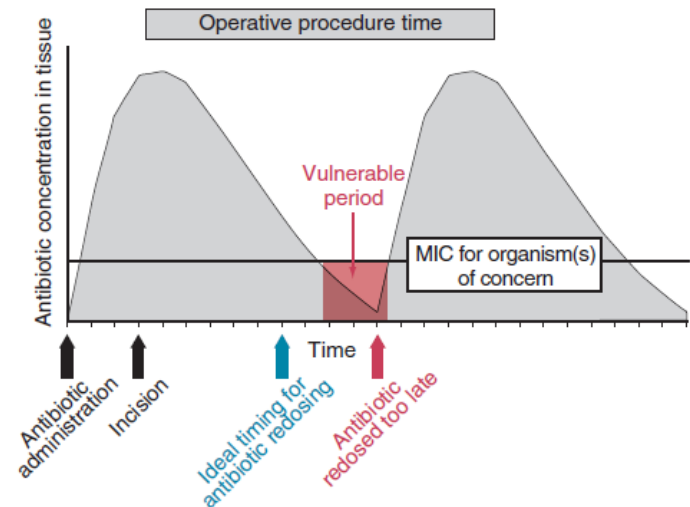 Operative procedure time
Antibiotic concentration in tissue
Vulnerable
period
MIC for organism(s)
of concern
Time
Antibiotic
administration
Incision
Ideal timing for
antibiotic redosing
Antibiotic
redosed too late